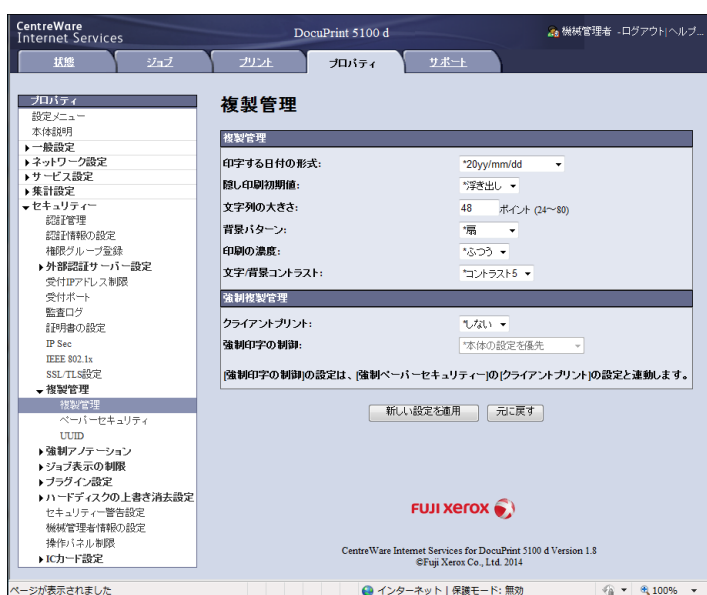 CentreWare
Internet Services
DocuPrint 5100 d
機械管理者 -ログアウト|ヘルプ...
状態
ジョブ
プリント
プロパティ
サポート
プロパティ
設定メニュー
本体説明
一般設定
ネットワーク設定
サービス設定
集計設定
セキュリティー
認証管理
認証情報の設定
権限グループ登録
外部認証サーバー設定
受付IPアドレス制限
受付ポート
監査ログ
証明書の設定
IP Sec
IEEE 802.1x
SSL/TLS設定
複製管理
複製管理
ペーパーセキュリティ
UUID
強制アノテーション
ジョブ表示の制限
プラグイン設定
ハードディスクの上書き消去設定
セキュリティー警告設定
機械管理者情報の設定
操作パネル制限
ICカード設定
複製管理
複製管理
印字する日付の形式: *20yy/mm/dd
隠し印刷初期値: *浮き出し
文字列の大きさ: 48 ポイント (24～80)
背景パターン: *扇
印刷の濃度: *ふつう
文字/背景コントラスト: *コントラスト5
強制複製管理
クライアントプリント: *しない
強制印字の制御: *本体の設定を優先
[強制印字の制御]の設定は、[強制ペーパーセキュリティー]の[クライアントプリント]の設定と連動します。
新しい設定を適用
元に戻す
FUJI XEROX
CentreWare Internet Services for DocuPrint 5100 d Version 1.8
©Fuji Xerox Co., Ltd. 2014
ページが表示されました
インターネット | 保護モード: 無効
100%